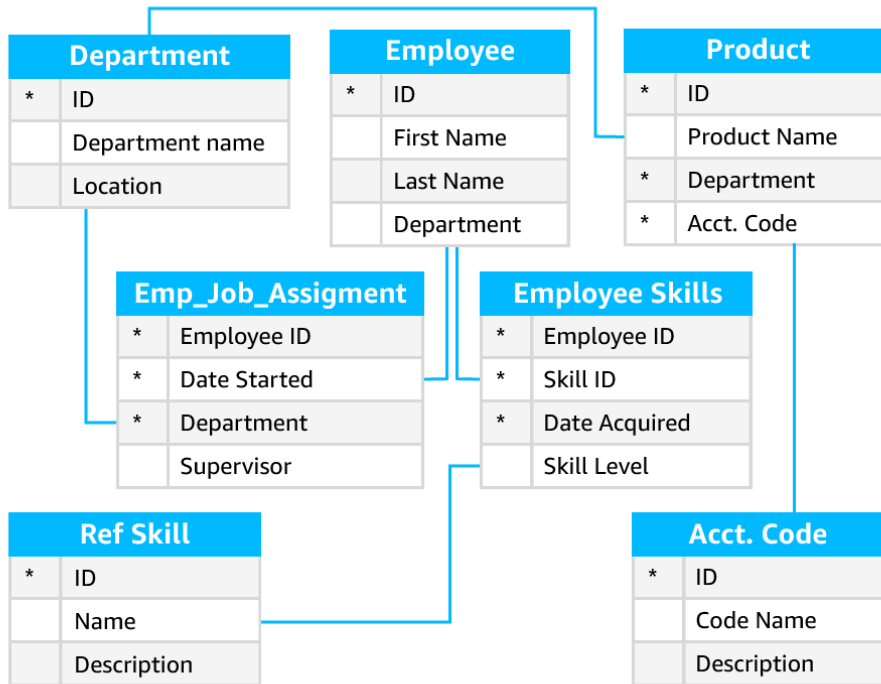 Department
* ID
Department name
Location
Employee
* ID
First Name
Last Name
Department
Product
* ID
Product Name
* Department
* Acct. Code
Emp_Job_Assigment
* Employee ID
* Date Started
* Department
Supervisor
Employee Skills
* Employee ID
* Skill ID
* Date Acquired
Skill Level
Ref Skill
* ID
Name
Description
Acct. Code
* ID
Code Name
Description